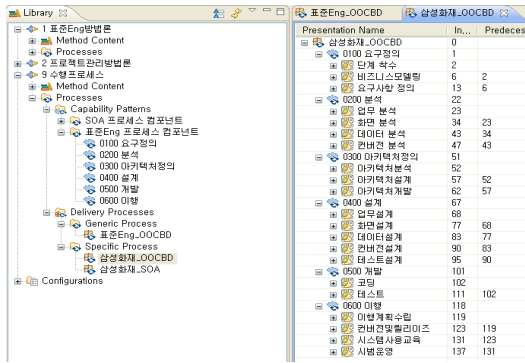 Library
1 표준Eng방법론
Method Content
Processes
2 프로젝트관리방법론
9 수행프로세스
Method Content
Processes
Capability Patterns
SOA 프로세스 컴포넌트
표준Eng 프로세스 컴포넌트
0100 요구정의
0200 분석
0300 아키텍처정의
0400 설계
0500 개발
0600 이행
Delivery Processes
Generic Process
표준Eng_OOCBD
Specific Process
삼성화재_OOCBD
삼성화재_SOA
Configurations
표준Eng_OOCBD 삼성화재_OOCBD
Presentation Name In... Predeces
삼성화재_OOCBD 0
0100 요구정의 1
단계 착수 2
비즈니스모델링 6 2
요구사항 정의 13 6
0200 분석 22
업무 분석 23
화면 분석 34 23
데이터 분석 43 34
컨버전 분석 47 43
0300 아키텍처정의 51
아키텍처분석 52
아키텍처설계 57 52
아키텍처개발 62 57
0400 설계 67
업무설계 68
화면설계 77 68
데이터설계 83 77
컨버전설계 90 83
테스트설계 95 90
0500 개발 101
코딩 102
테스트 111 102
0600 이행 118
이행계획수립 119
컨버전및릴리이즈 123 119
시스템사용교육 131 123
시범운영 137 131